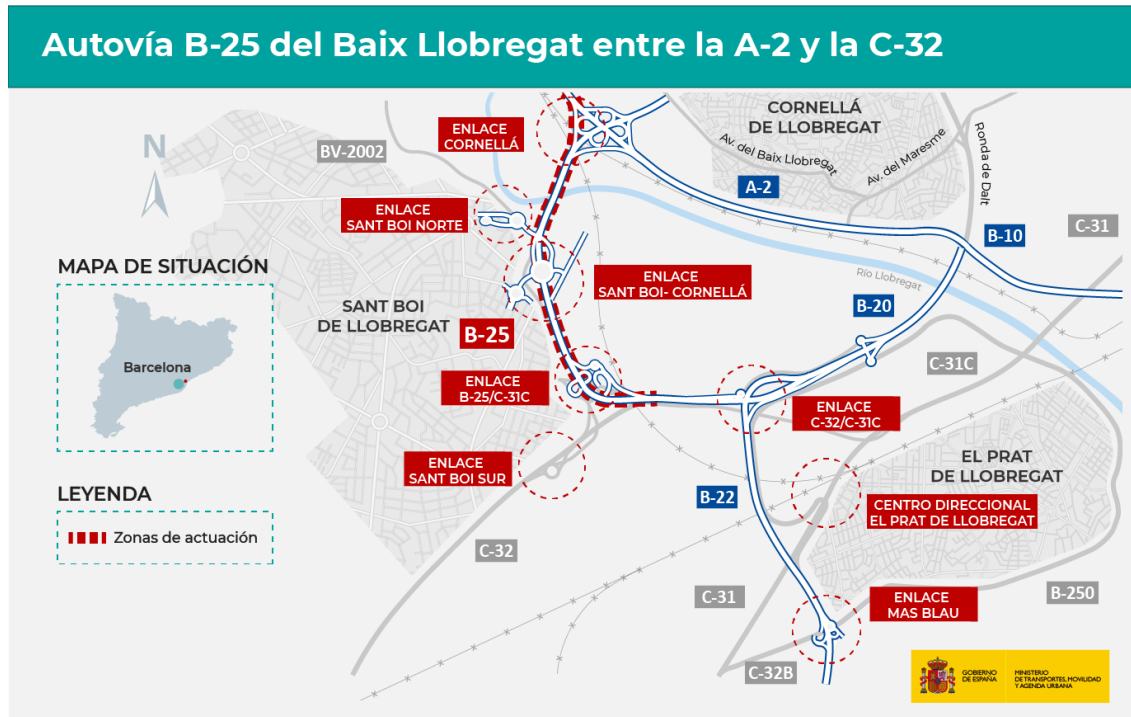 Autovía B-25 del Baix Llobregat entre la A-2 y la C-32
CORNELLÁ
DE LLOBREGAT
ENLACE
CORNELLÁ
N
BV-2002
Av. del Baix Llobregat
Av. del Maresme
Ronda de Dalt
A-2
ENLACE
SANT BOI NORTE
C-31
B-10
MAPA DE SITUACIÓN
Río Llobregat
ENLACE
SANT BOI- CORNELLÁ
SANT BOI
DE LLOBREGAT
B-20
B-25
Barcelona
C-31C
ENLACE
B-25/C-31C
ENLACE
C-32/C-31C
ENLACE
SANT BOI SUR
EL PRAT
DE LLOBREGAT
LEYENDA
B-22
CENTRO DIRECCIONAL
EL PRAT DE LLOBREGAT
Zonas de actuación
C-32
C-31
ENLACE
MAS BLAU
B-250
C-32B
GOBIERNO
DE ESPAÑA
MINISTERIO
DE TRANSPORTES, MOVILIDAD
Y AGENDA URBANA